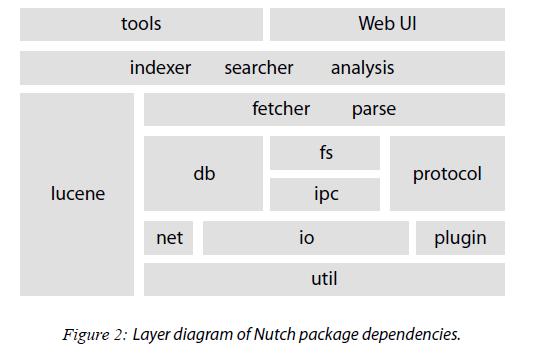 tools Web UI
indexer searcher analysis
fetcher parse
fs
db protocol
lucene ipc
net io plugin
util
Figure 2: Layer diagram of Nutch package dependencies.